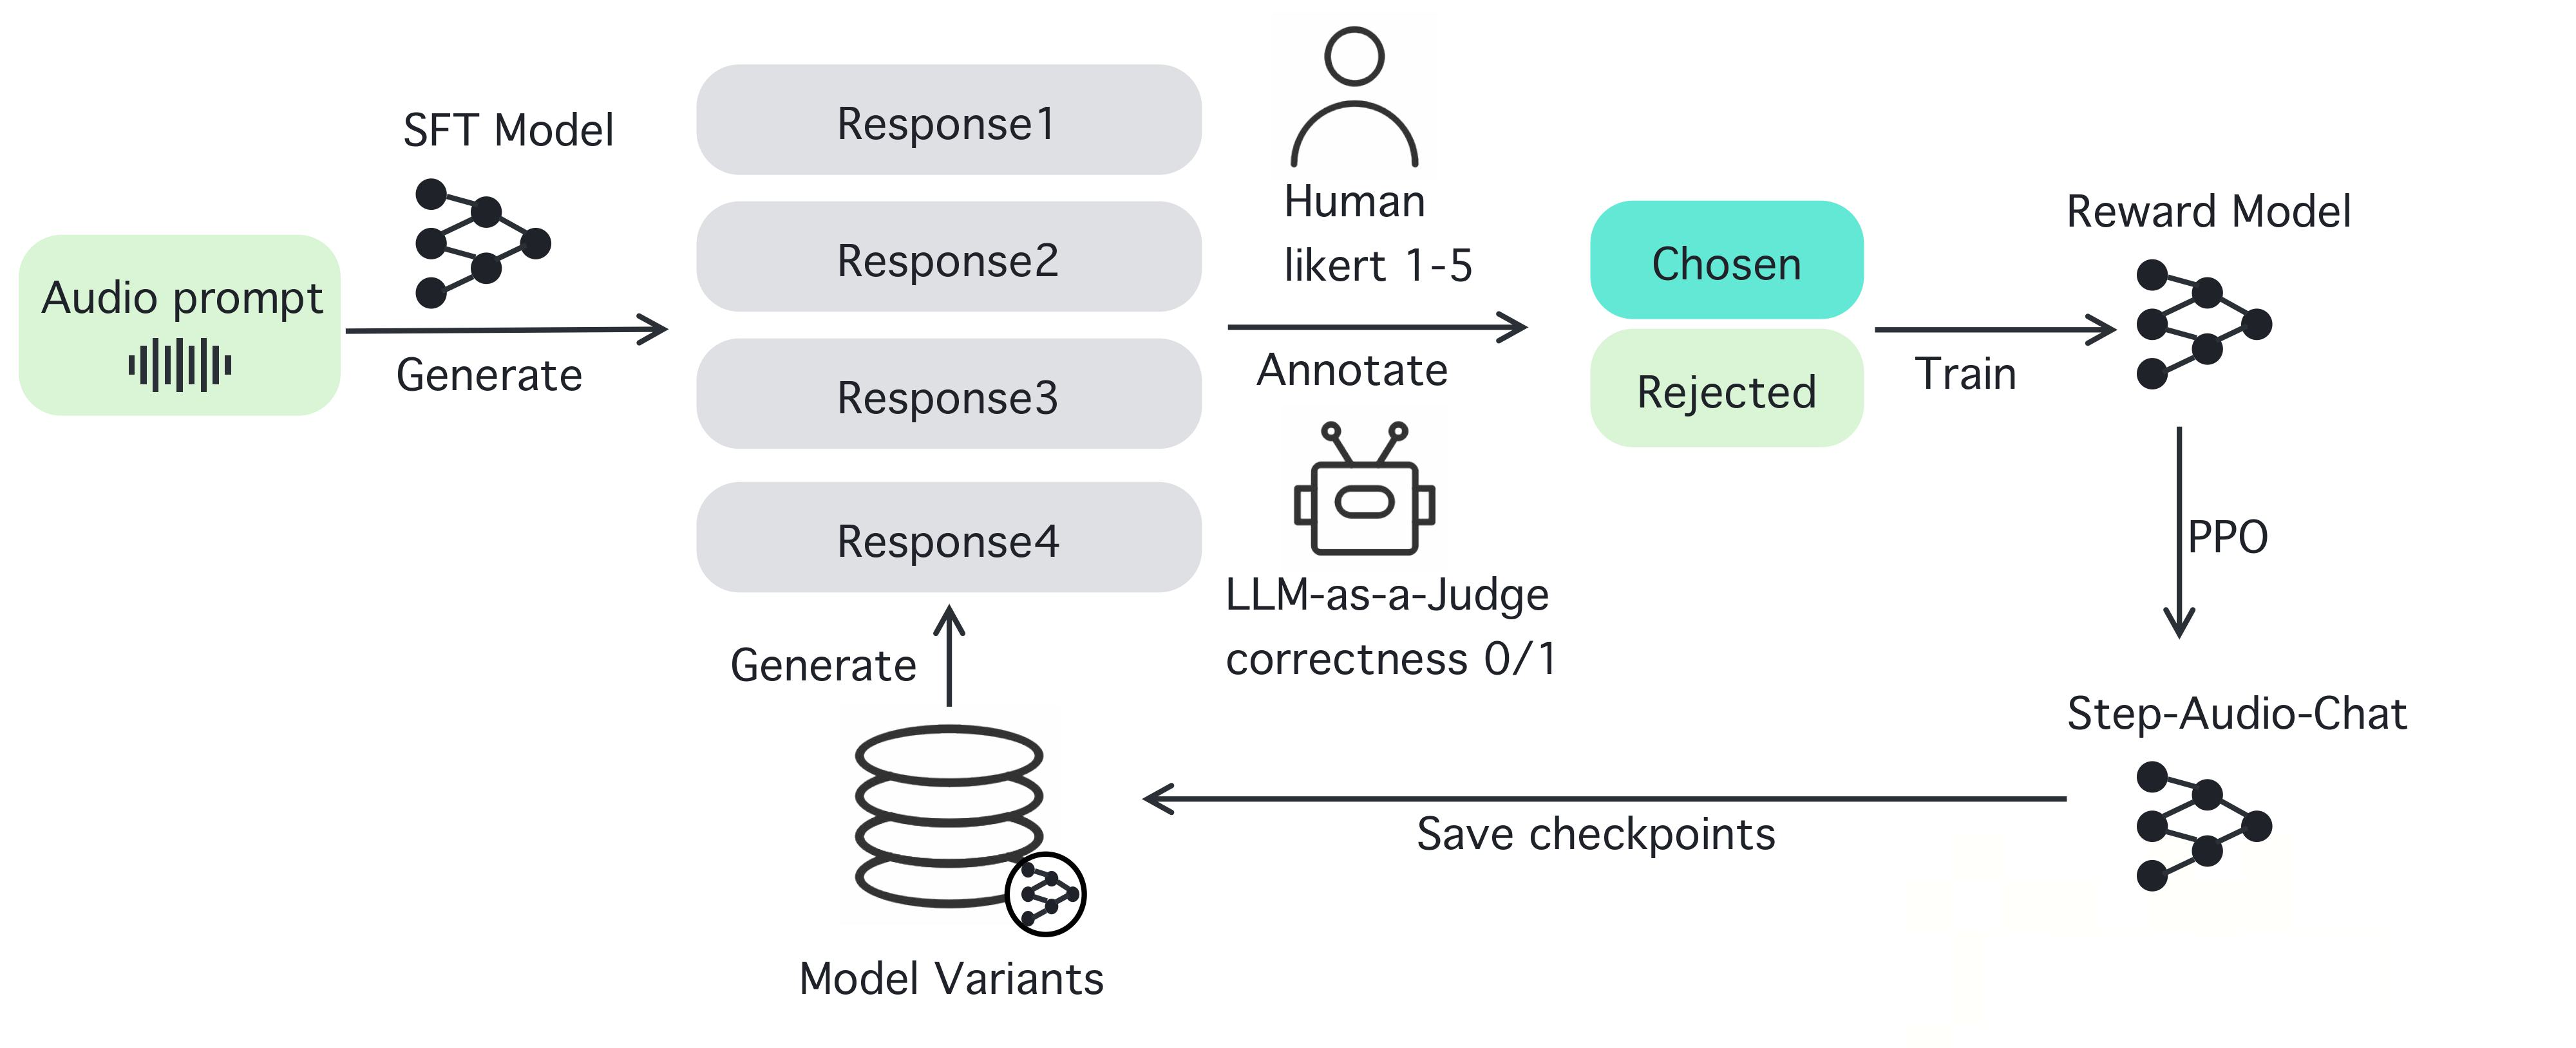 SFT Model
Audio prompt
Generate
Response1
Response2
Response3
Response4
Human
likert 1-5
Annotate
LLM-as-a-Judge
correctness 0/1
Chosen
Rejected
Train
Reward Model
PPO
Step-Audio-Chat
Save checkpoints
Generate
Model Variants